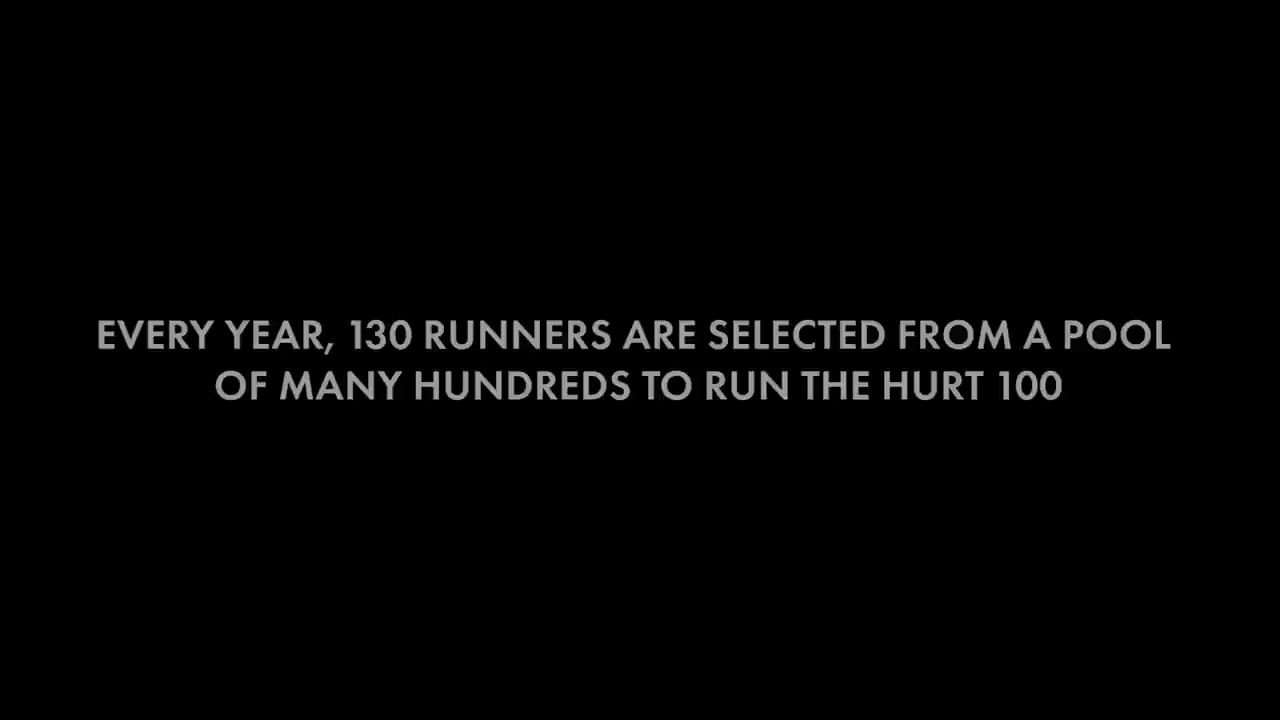 EVERY YEAR, 130 RUNNERS ARE SELECTED FROM A POOL
OF MANY HUNDREDS TO RUN THE HURT 100